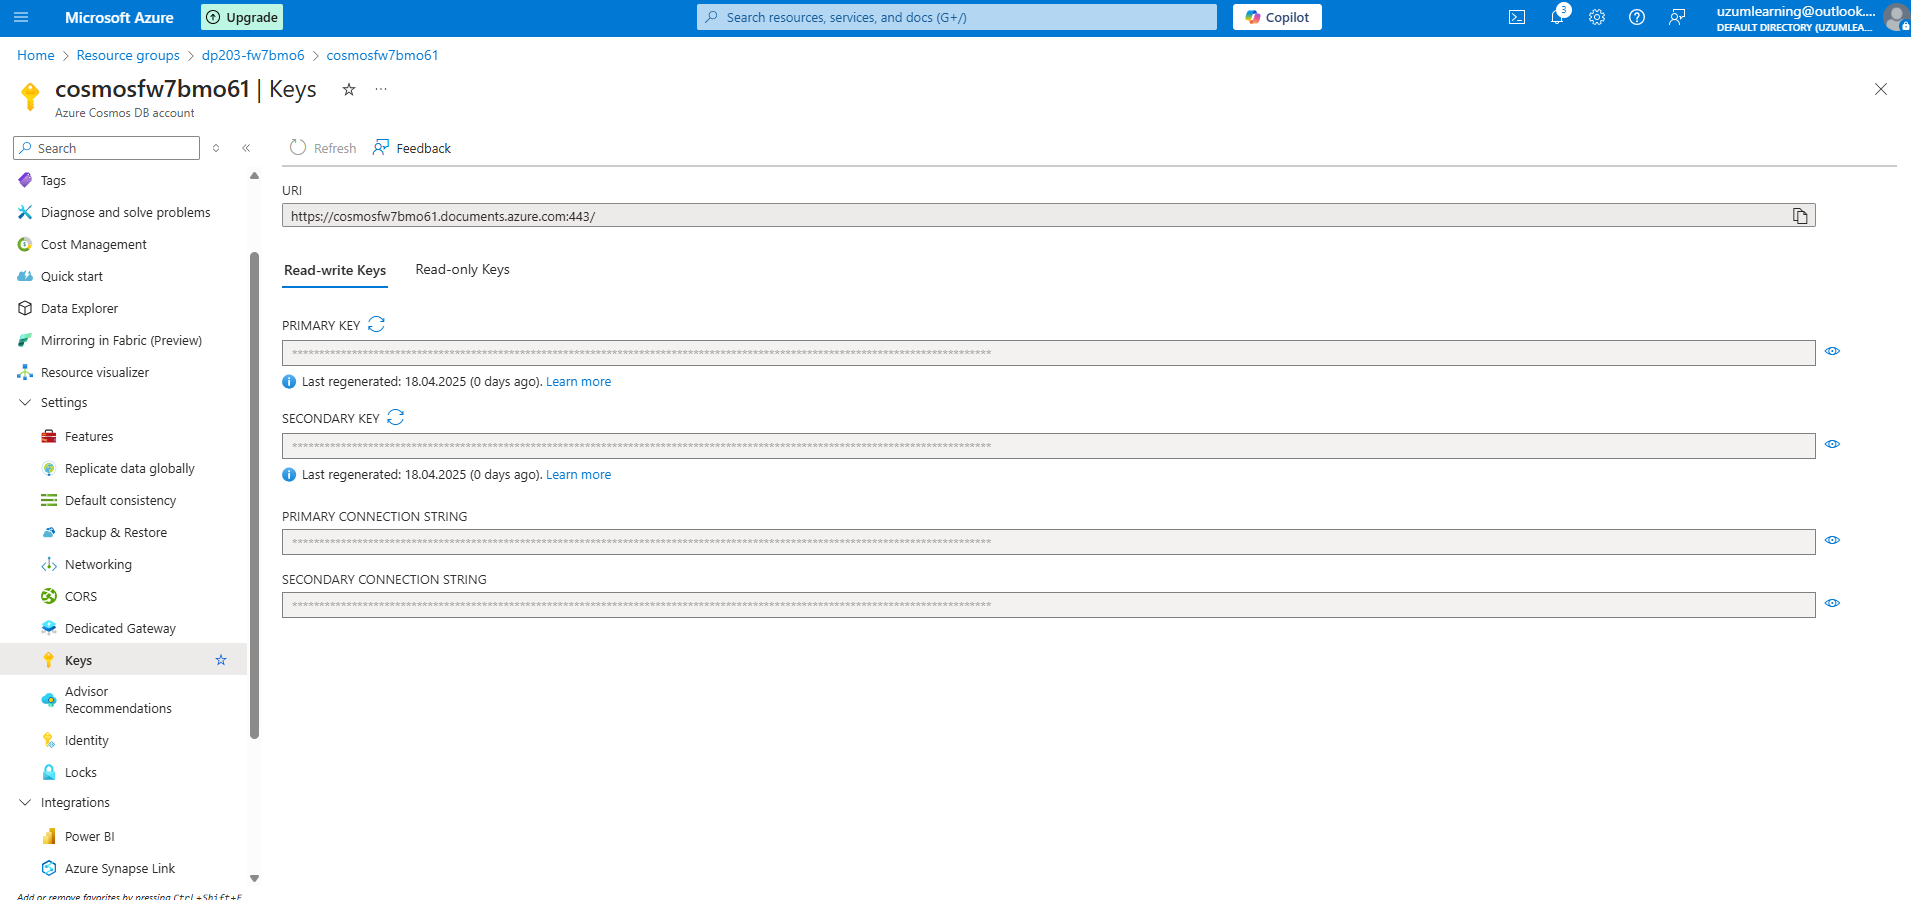 Microsoft Azure
Upgrade
Search resources, services, and docs (G+/)
Copilot
3
uzumlearning@outlook....
DEFAULT DIRECTORY (UZUMLEA...
Home > Resource groups > dp203-fw7bmo6 > cosmosfw7bmo61
cosmosfw7bmo61 | Keys
Azure Cosmos DB account
Search
Refresh
Feedback
Tags
Diagnose and solve problems
Cost Management
Quick start
Data Explorer
Mirroring in Fabric (Preview)
Resource visualizer
Settings
Features
Replicate data globally
Default consistency
Backup & Restore
Networking
CORS
Dedicated Gateway
Keys
Advisor
Recommendations
Identity
Locks
Integrations
Power BI
Azure Synapse Link
Add or remove favorites by pressing Ctrl+Shift+F
URI
https://cosmosfw7bmo61.documents.azure.com:443/
Read-write Keys
Read-only Keys
PRIMARY KEY
Last regenerated: 18.04.2025 (0 days ago). Learn more
SECONDARY KEY
Last regenerated: 18.04.2025 (0 days ago). Learn more
PRIMARY CONNECTION STRING
SECONDARY CONNECTION STRING